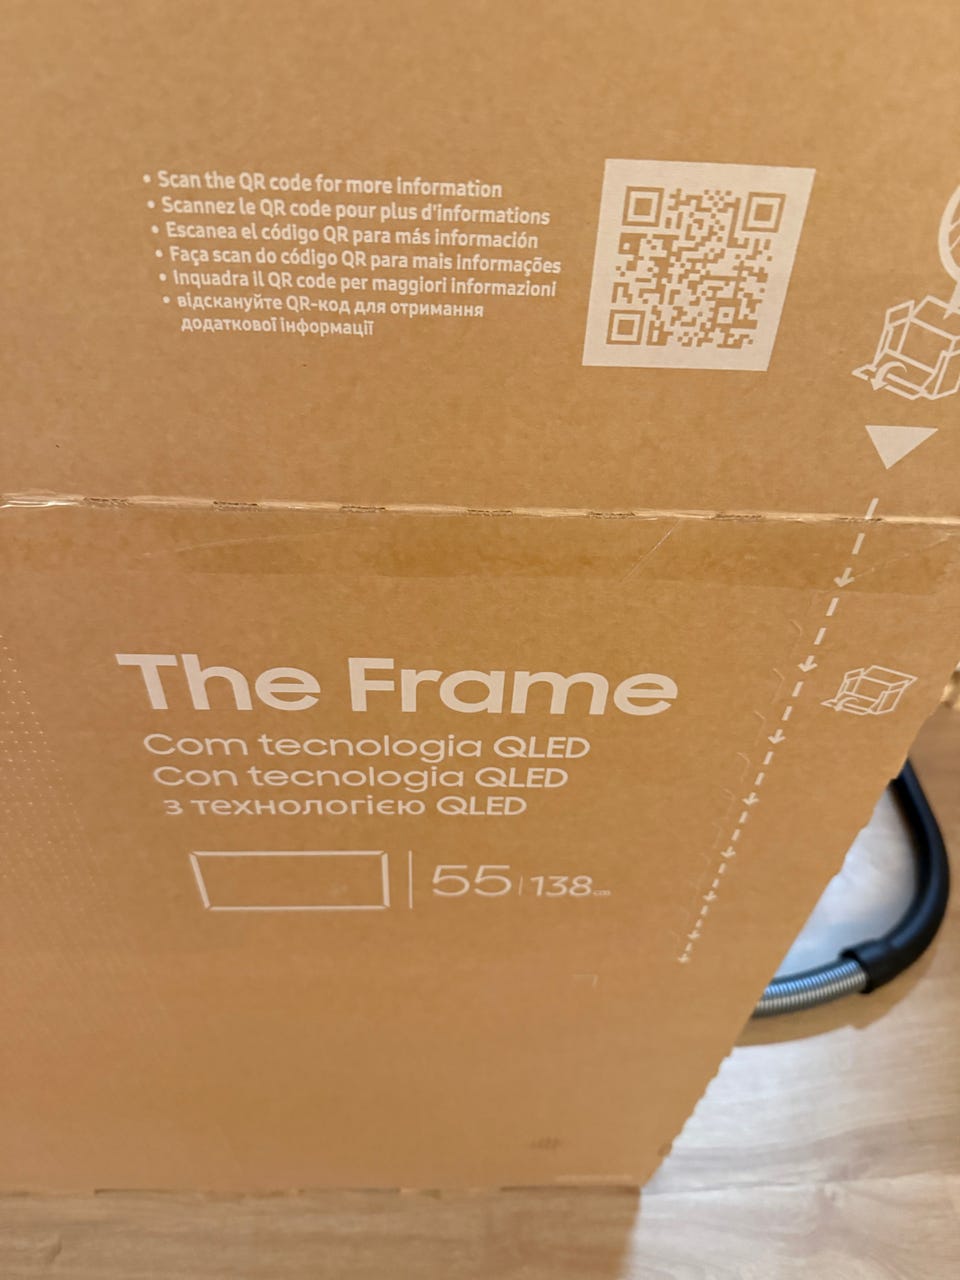 • Scan the QR code for more information
• Scannez le QR code pour plus d'informations
• Escanea el código QR para más información
• Faça scan do código QR para mais informações
• Inquadra il QR code per maggiori informazioni
• відскануйте QR-код для отримання
додаткової інформації
The Frame
Com tecnologia QLED
Con tecnologia QLED
з технологією QLED
55 | 138 cm